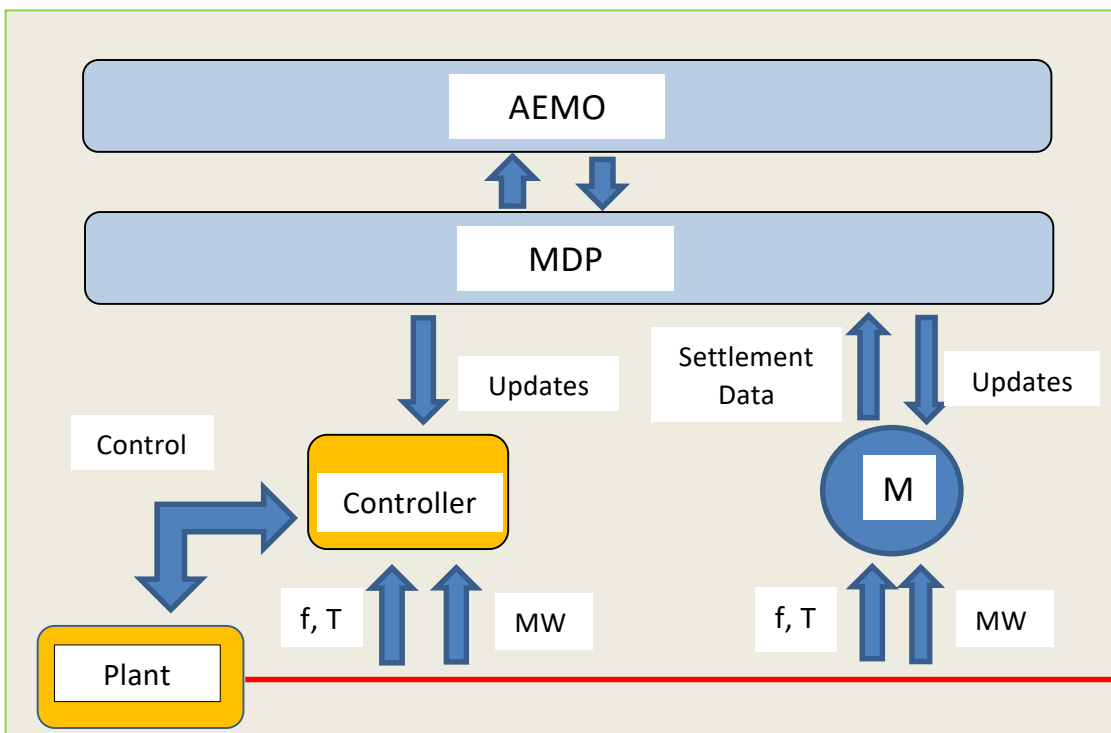 AEMO
MDP
Updates
Settlement
Data
Updates
Control
Controller
M
f, T
MW
f, T
MW
Plant